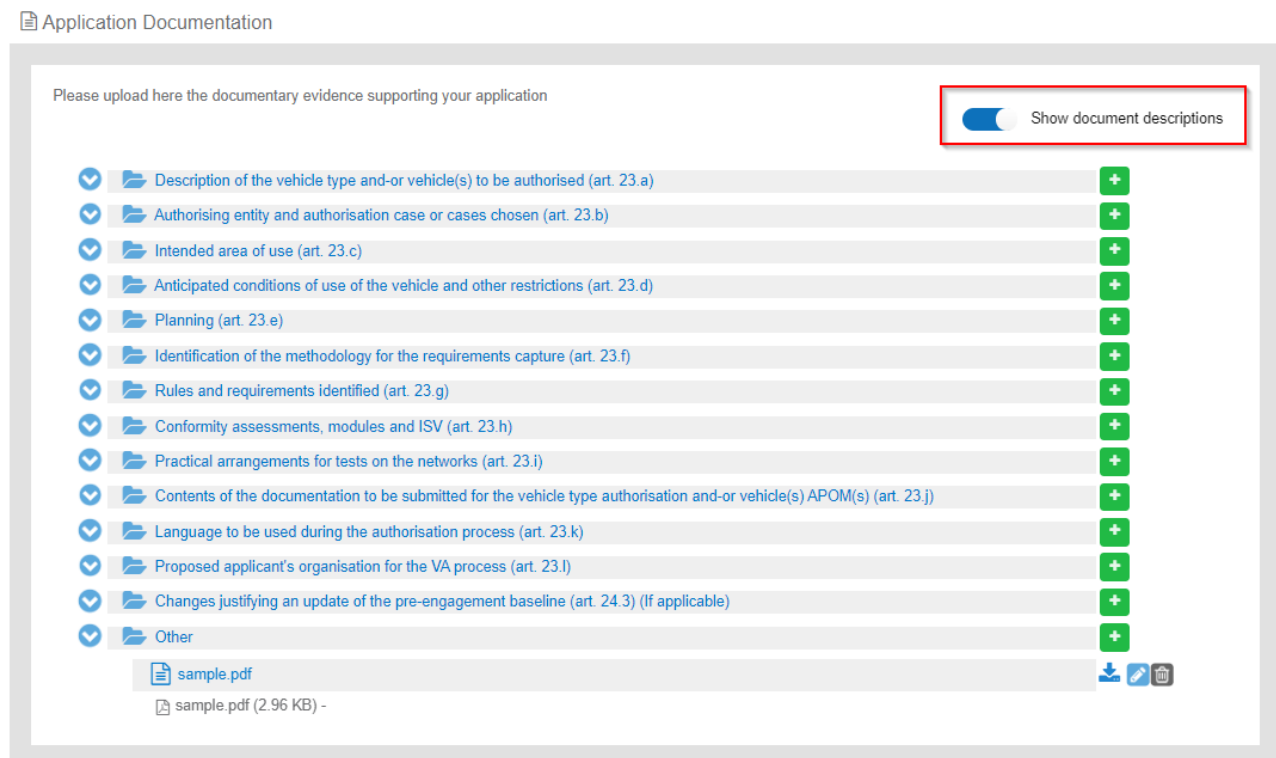 Application Documentation
Please upload here the documentary evidence supporting your application
Show document descriptions
Description of the vehicle type and-or vehicle(s) to be authorised (art. 23.a)
Authorising entity and authorisation case or cases chosen (art. 23.b)
Intended area of use (art. 23.c)
Anticipated conditions of use of the vehicle and other restrictions (art. 23.d)
Planning (art. 23.e)
Identification of the methodology for the requirements capture (art. 23.f)
Rules and requirements identified (art. 23.g)
Conformity assessments, modules and ISV (art. 23.h)
Practical arrangements for tests on the networks (art. 23.i)
Contents of the documentation to be submitted for the vehicle type authorisation and-or vehicle(s) APOM(s) (art. 23.j)
Language to be used during the authorisation process (art. 23.k)
Proposed applicant's organisation for the VA process (art. 23.l)
Changes justifying an update of the pre-engagement baseline (art. 24.3) (If applicable)
Other
sample.pdf
sample.pdf (2.96 KB) -